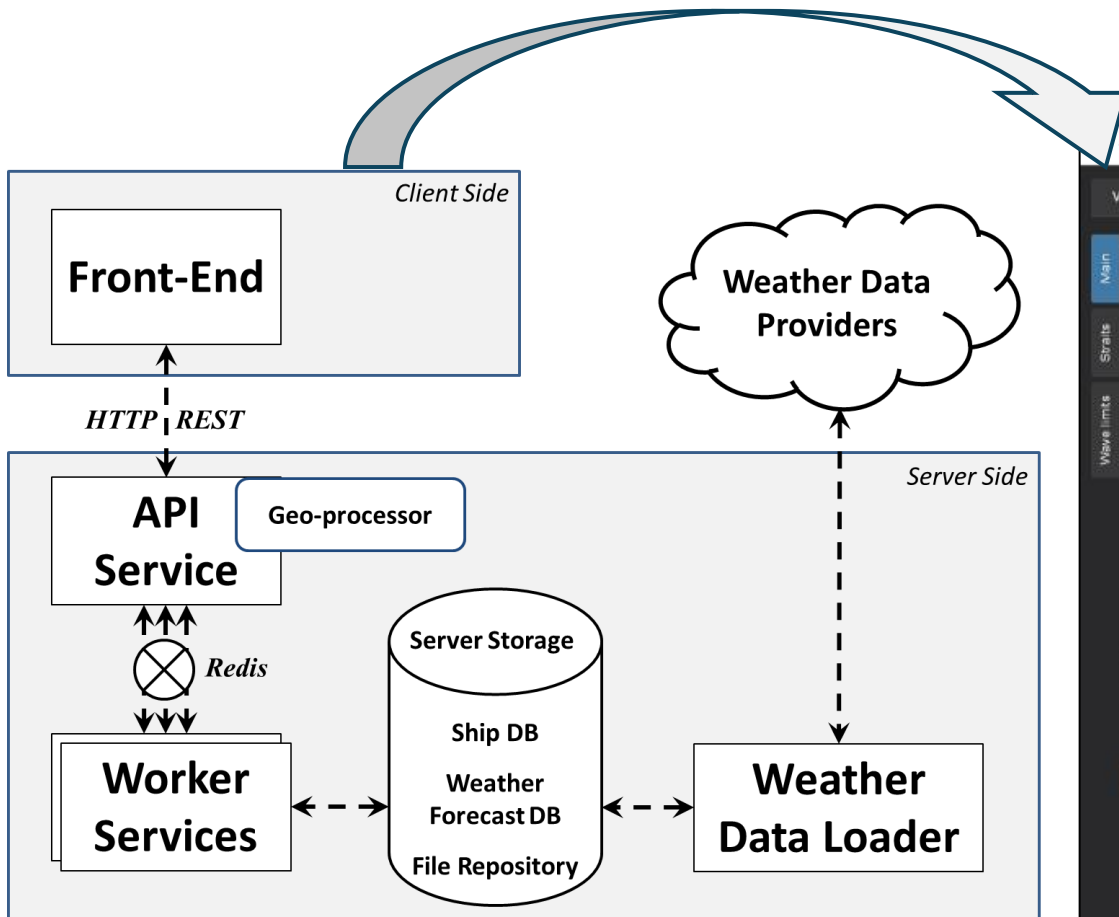 Client Side
Front-End
Weather Data
Providers
HTTP REST
Server Side
API
Service
Geo-processor
Redis
Server Storage
Ship DB
Weather
Forecast DB
File Repository
Worker
Services
Weather
Data Loader
V
Main
Straits
Wave limits